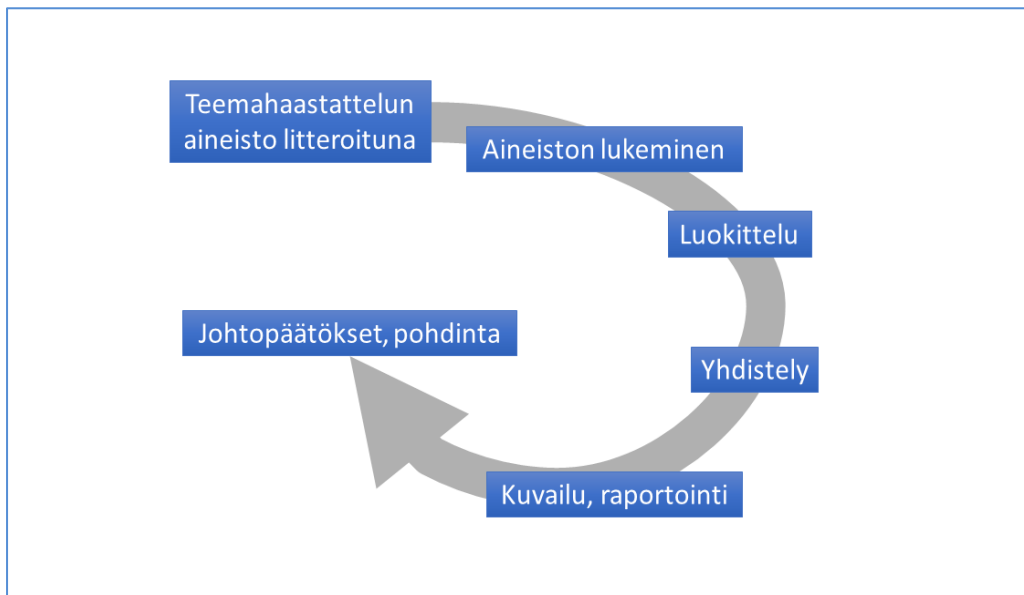 Teemahaastattelun
aineisto litteroituna
Aineiston lukeminen
Luokittelu
Yhdistely
Kuvailu, raportointi
Johtopäätökset, pohdinta